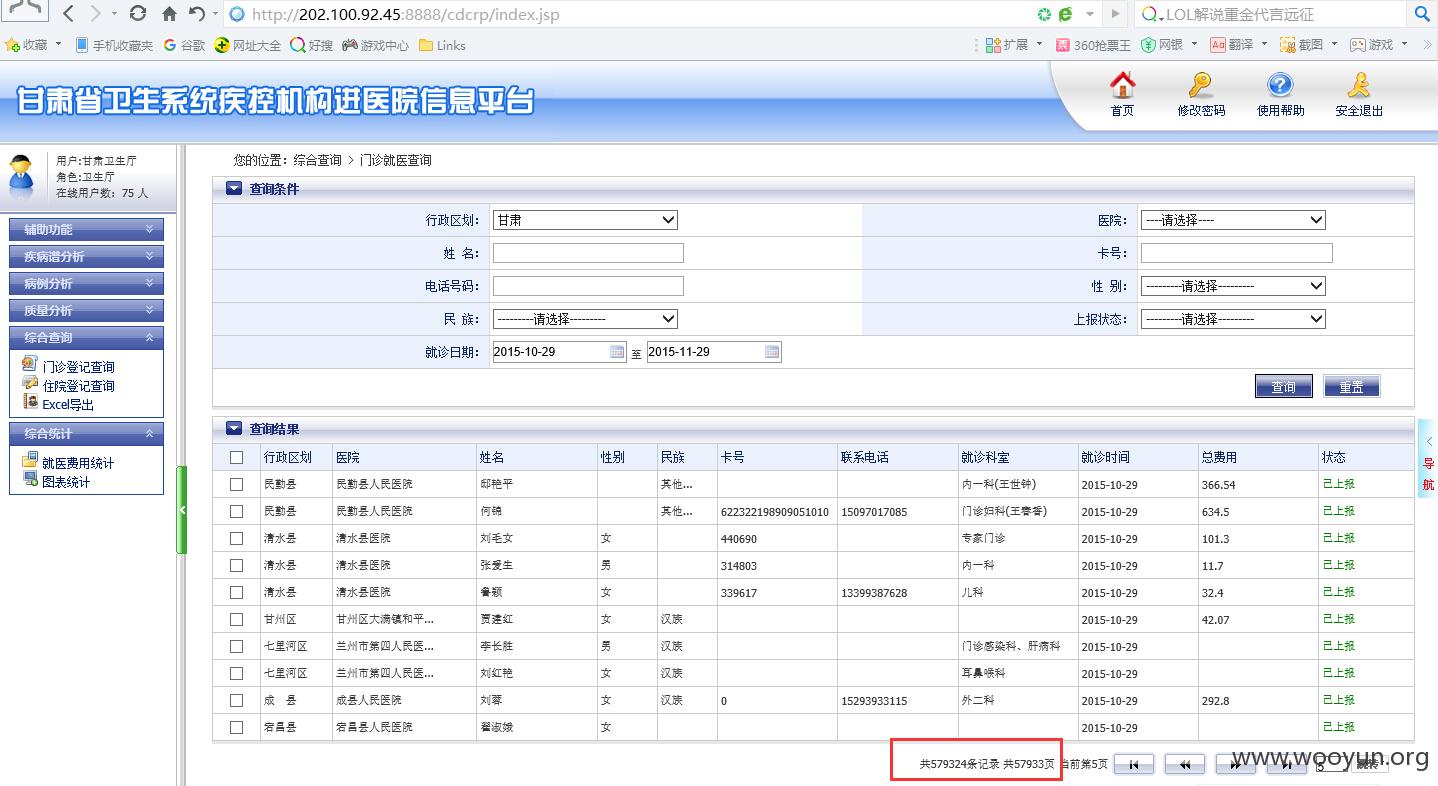 http://202.100.92.45:8888/cdcrp/index.jsp LOL解说重金代言远征
收藏 手机收藏夹 谷歌 网址大全 好搜 游戏中心 Links 扩展 360抢票王 网银 翻译 截图 游戏
甘肃省卫生系统疾控机构进医院信息平台
首页 修改密码 使用帮助 安全退出
用户:甘肃卫生厅
角色:卫生厅
在线用户数: 75 人
辅助功能
疾病谱分析
病例分析
质量分析
综合查询
门诊登记查询
住院登记查询
Excel导出
综合统计
就医费用统计
图表统计
您的位置: 综合查询 > 门诊就医查询
查询条件
行政区划: 甘肃 医院: ----请选择----
姓 名: 卡号:
电话号码: 性 别: ---------请选择---------
民 族: ---------请选择--------- 上报状态: ---------请选择---------
就诊日期: 2015-10-29 至 2015-11-29
查询 重置
查询结果
行政区划 医院 姓名 性别 民族 卡号 联系电话 就诊科室 就诊时间 总费用 状态
民勤县 民勤县人民医院 邸艳平 其他... 内一科(王世钟) 2015-10-29 366.54 已上报
民勤县 民勤县人民医院 何锦 其他... 622322198909051010 15097017085 门诊妇科(王春香) 2015-10-29 634.5 已上报
清水县 清水县医院 刘毛女 女 440690 专家门诊 2015-10-29 101.3 已上报
清水县 清水县医院 张爱生 男 314803 内一科 2015-10-29 11.7 已上报
清水县 清水县医院 鲁颖 女 339617 13399387628 儿科 2015-10-29 32.4 已上报
甘州区 甘州区大满镇和平... 贾建红 女 汉族 2015-10-29 42.07 已上报
七里河区 兰州市第四人民医... 李长胜 男 汉族 门诊感染科、肝病科 2015-10-29 已上报
七里河区 兰州市第四人民医... 刘红艳 女 汉族 耳鼻喉科 2015-10-29 已上报
成 县 成县人民医院 刘蓉 女 汉族 0 15293933115 外二科 2015-10-29 292.8 已上报
宕昌县 宕昌县人民医院 翟淑娥 女 2015-10-29 已上报
共579324条记录 共57933页 当前第5页 5 跳转
导航
www.wooyun.org